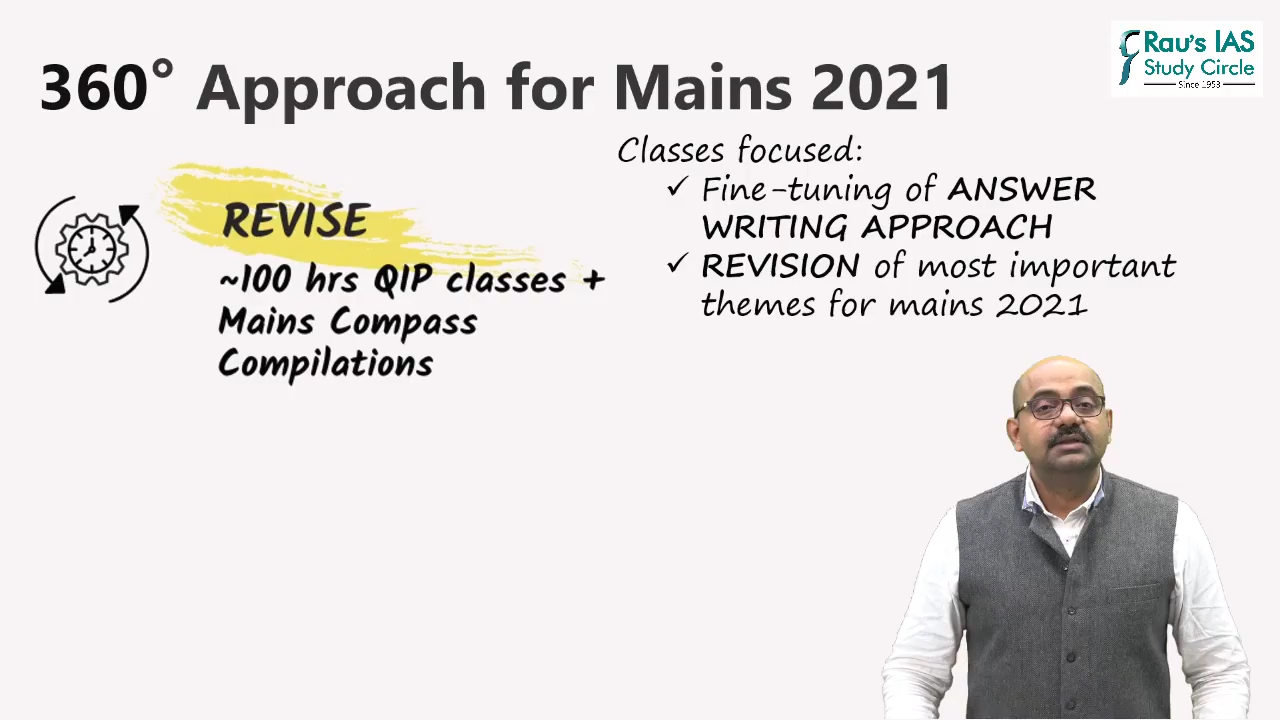 Rau's IAS
Study Circle
Since 1953
360° Approach for Mains 2021
REVISE
~100 hrs QIP classes +
Mains Compass
Compilations
Classes focused:
✓ Fine-tuning of ANSWER
WRITING APPROACH
✓ REVISION of most important
themes for mains 2021